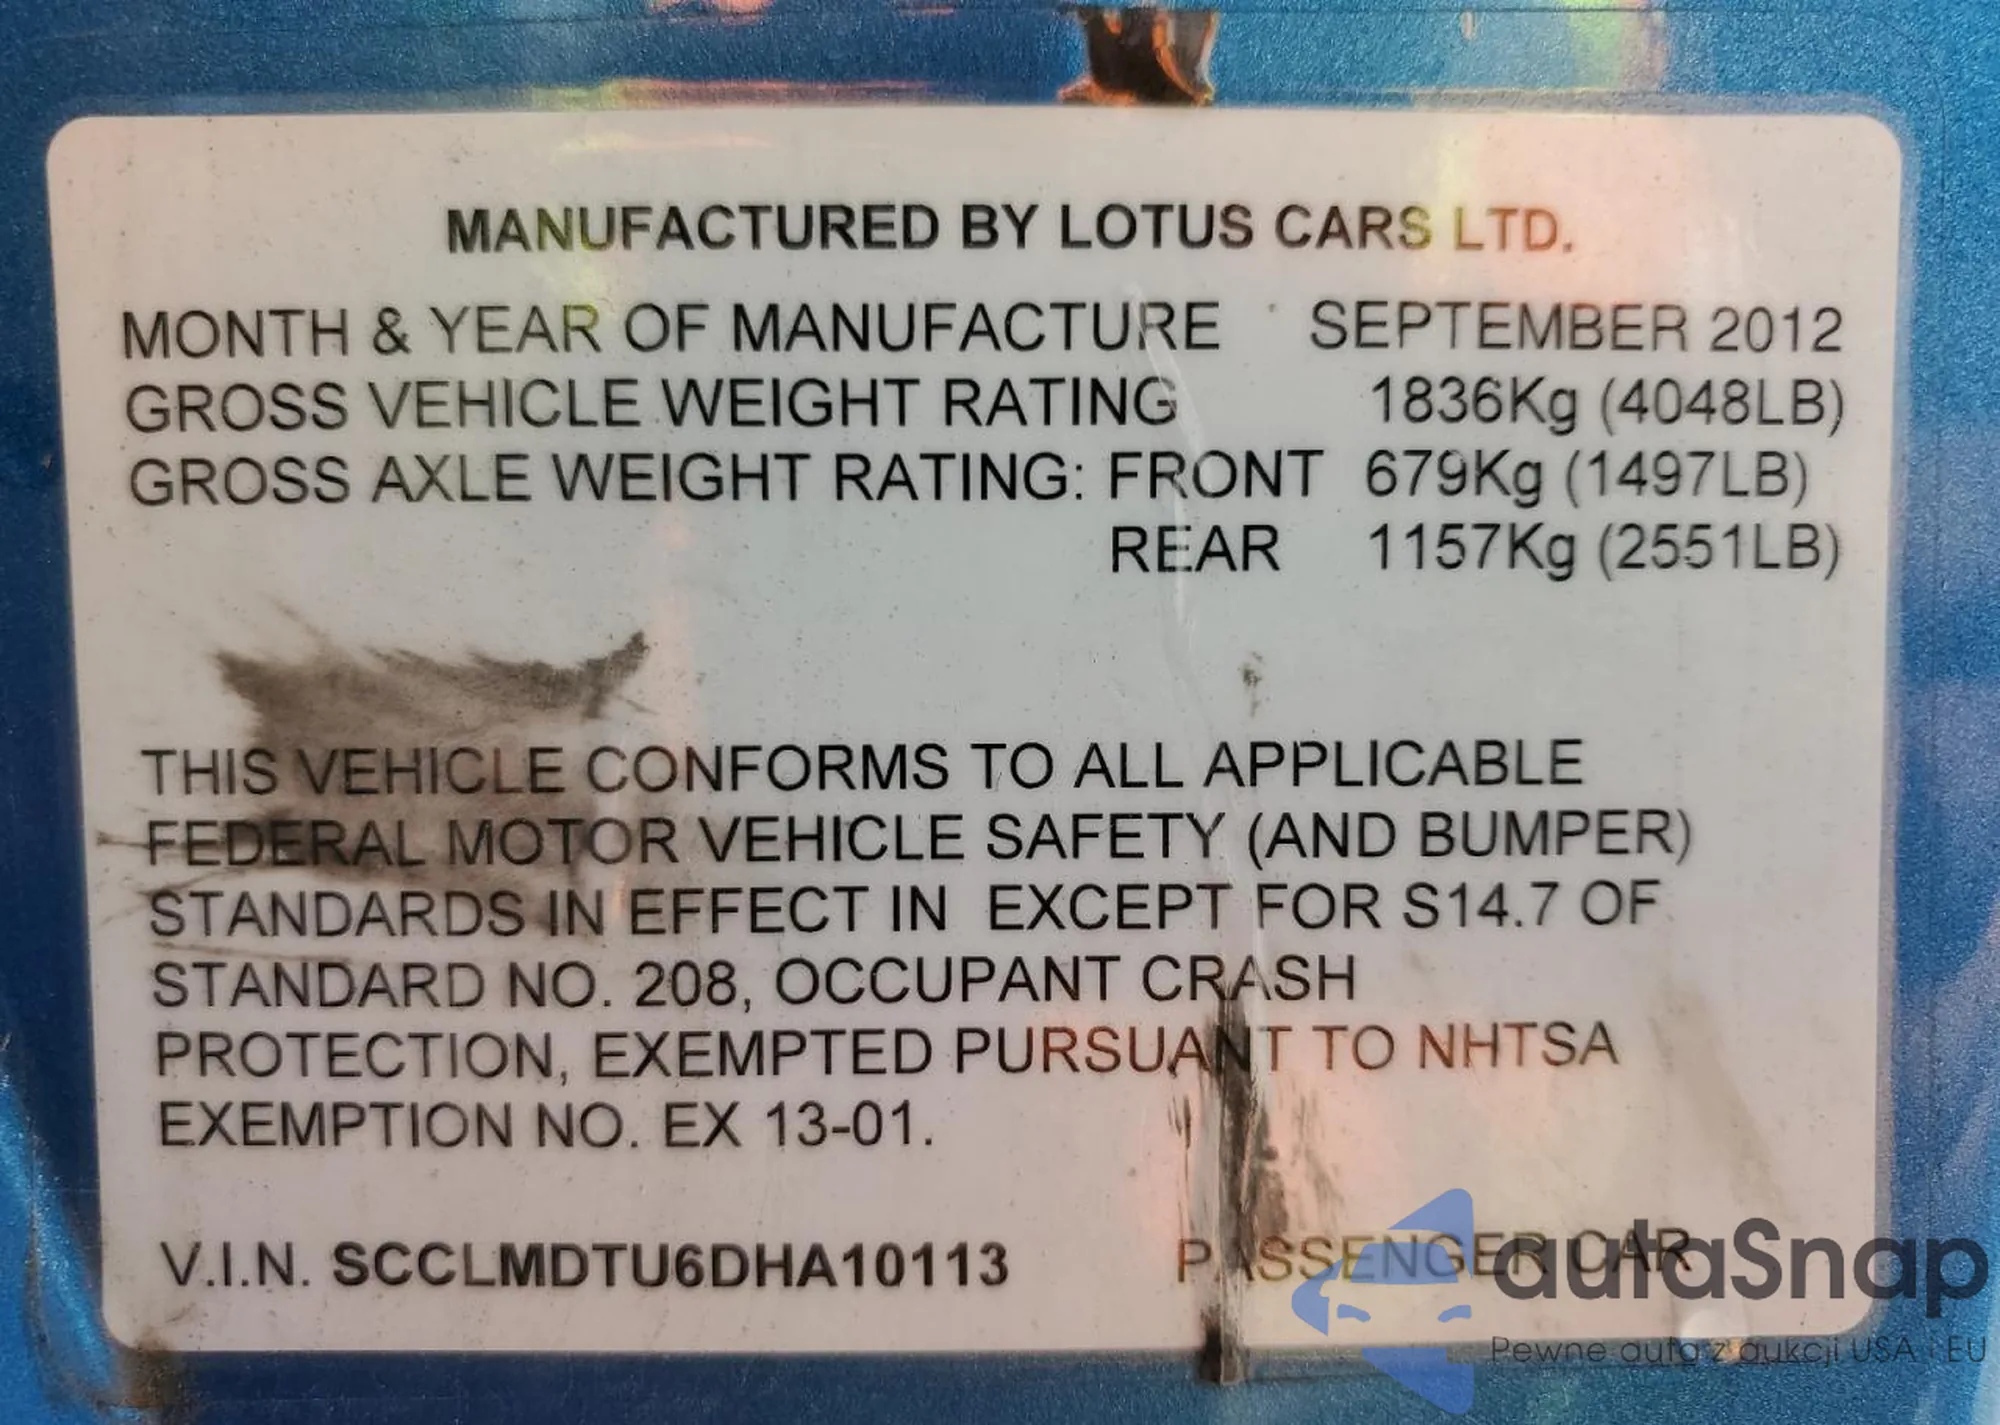 MANUFACTURED BY LOTUS CARS LTD.
MONTH & YEAR OF MANUFACTURE SEPTEMBER 2012
GROSS VEHICLE WEIGHT RATING 1836Kg (4048LB)
GROSS AXLE WEIGHT RATING: FRONT 679Kg (1497LB)
REAR 1157Kg (2551LB)
THIS VEHICLE CONFORMS TO ALL APPLICABLE
FEDERAL MOTOR VEHICLE SAFETY (AND BUMPER)
STANDARDS IN EFFECT IN EXCEPT FOR S14.7 OF
STANDARD NO. 208, OCCUPANT CRASH
PROTECTION, EXEMPTED PURSUANT TO NHTSA
EXEMPTION NO. EX 13-01.
V.I.N. SCCLMDTU6DHA10113 PASSENGER CAR
autaSnap
Pewne auta z aukcji USA i EU